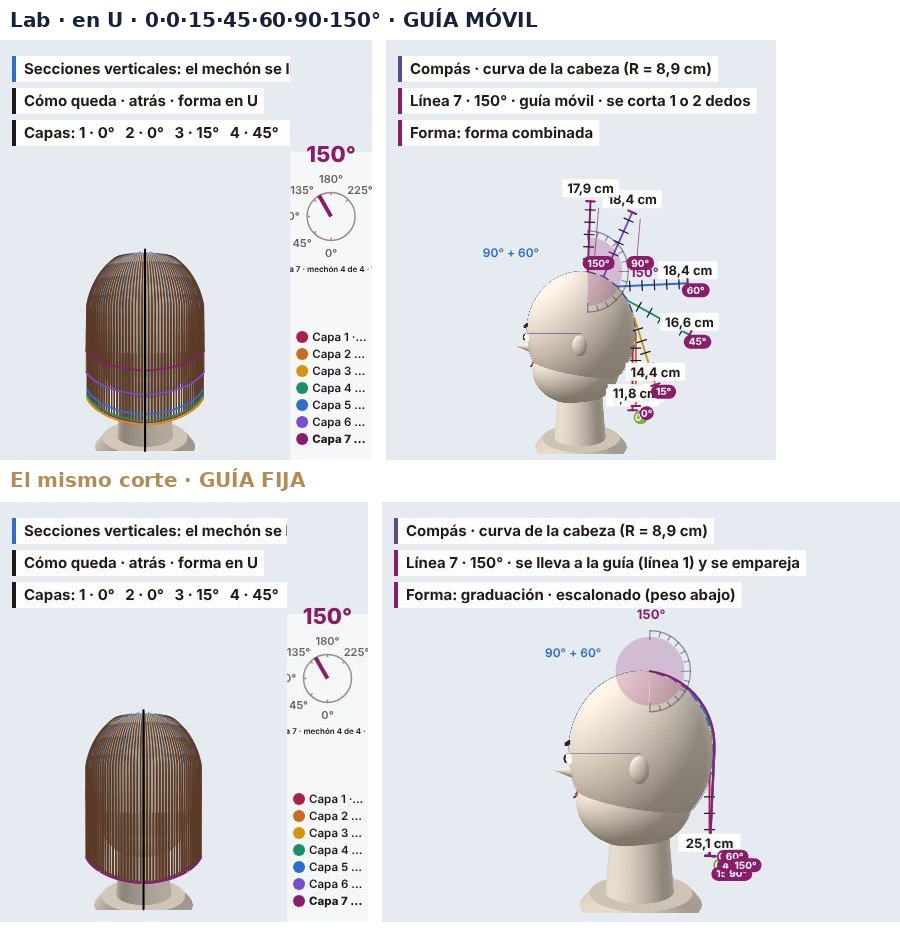 Lab · en U · 0·0·15·45·60·90·150° · GUÍA MÓVIL
Secciones verticales: el mechón se
Cómo queda · atrás · forma en U
Capas: 1 · 0° 2 · 0° 3 · 15° 4 · 45°
150°
180°
135°
225°
45°
0°
7 · mechón 4 de 4 ·
Capa 1 ·...
Capa 2 ...
Capa 3 ...
Capa 4 ...
Capa 5 ...
Capa 6 ...
Capa 7 ...
Compás · curva de la cabeza (R = 8,9 cm)
Línea 7 · 150° · guía móvil · se corta 1 o 2 dedos
Forma: forma combinada
17,9 cm
18,4 cm
90° + 60°
150°
90°
150°
18,4 cm
60°
16,6 cm
45°
14,4 cm
15°
11,8 cm
0°
El mismo corte · GUÍA FIJA
Secciones verticales: el mechón se
Cómo queda · atrás · forma en U
Capas: 1 · 0° 2 · 0° 3 · 15° 4 · 45°
150°
180°
135°
225°
45°
0°
7 · mechón 4 de 4 ·
Capa 1 ·...
Capa 2 ...
Capa 3 ...
Capa 4 ...
Capa 5 ...
Capa 6 ...
Capa 7 ...
Compás · curva de la cabeza (R = 8,9 cm)
Línea 7 · 150° · se lleva a la guía (línea 1) y se empareja
Forma: graduación · escalonado (peso abajo)
150°
90° + 60°
25,1 cm
60°
150°
90°